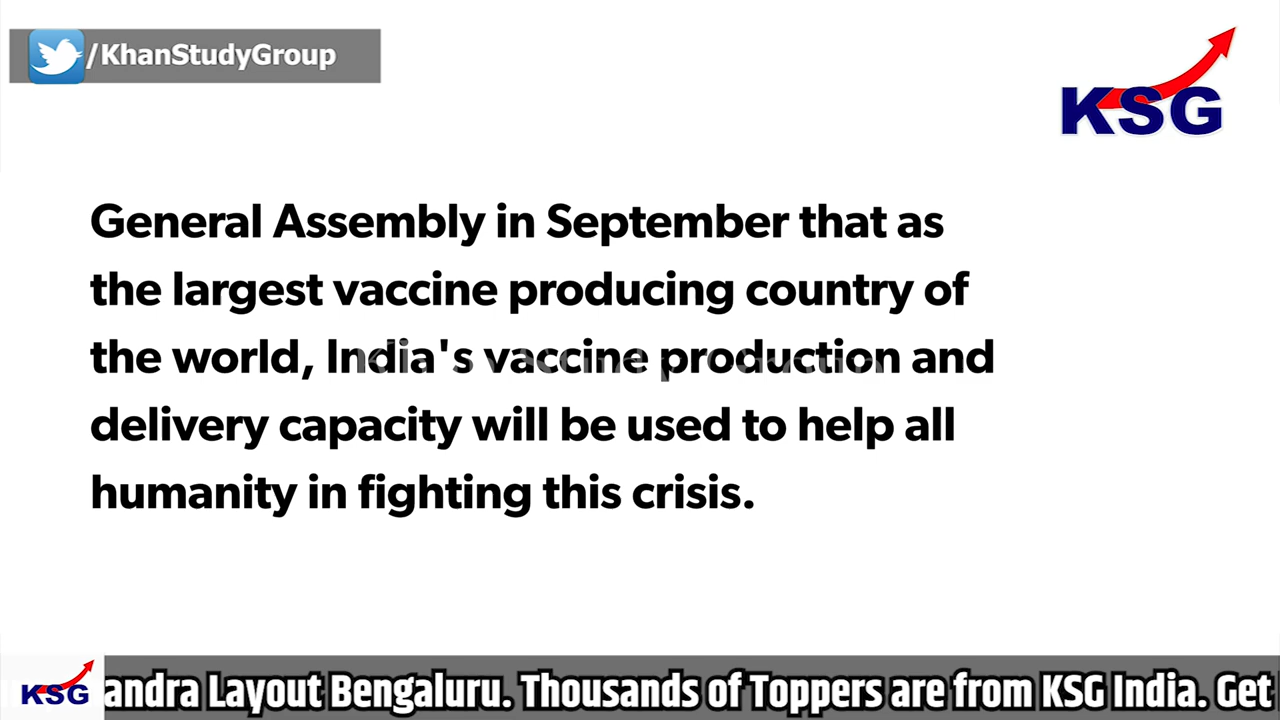 /KhanStudyGroup
KSG
General Assembly in September that as
the largest vaccine producing country of
the world, India's vaccine production and
delivery capacity will be used to help all
humanity in fighting this crisis.
KSG
andra Layout Bengaluru. Thousands of Toppers are from KSG India. Get